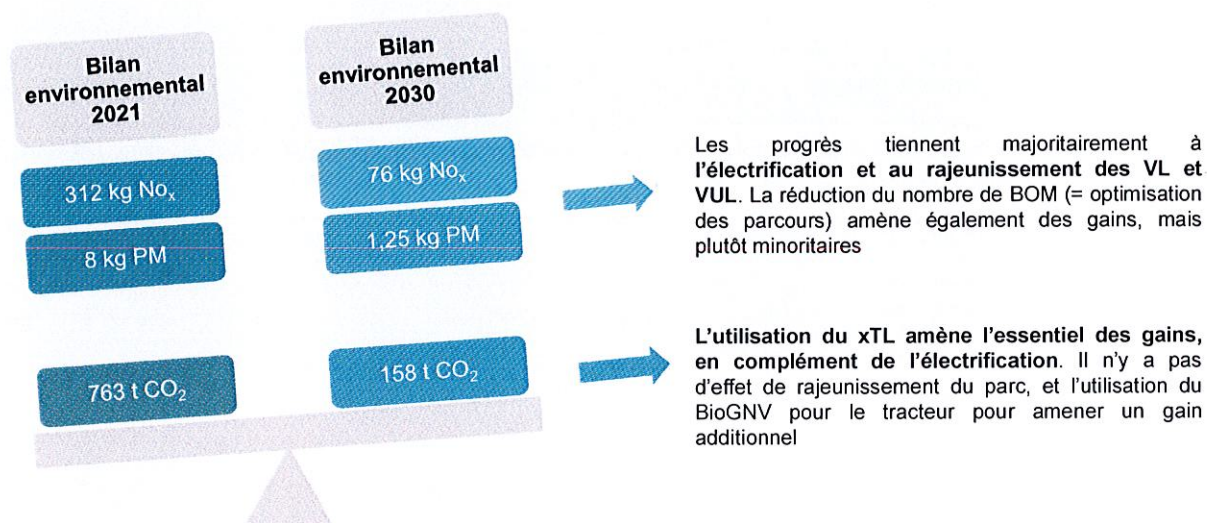 Bilan
environnemental
2021
312 kg Noₓ
8 kg PM
763 t CO₂
Bilan
environnemental
2030
76 kg Noₓ
1,25 kg PM
158 t CO₂
Les progrès tiennent majoritairement à
l'électrification et au rajeunissement des VL et
VUL. La réduction du nombre de BOM (= optimisation
des parcours) amène également des gains, mais
plutôt minoritaires
L'utilisation du xTL amène l'essentiel des gains,
en complément de l'électrification. Il n'y a pas
d'effet de rajeunissement du parc, et l'utilisation du
BioGNV pour le tracteur pour amener un gain
additionnel